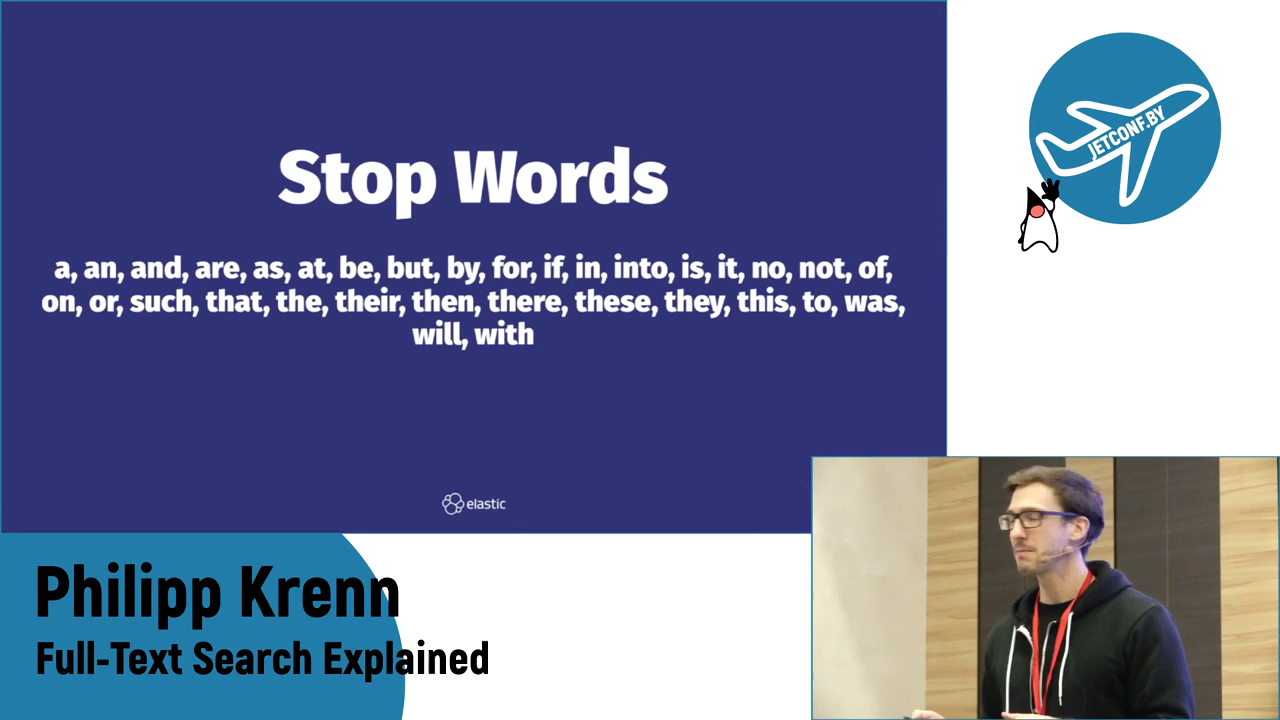 Stop Words
a, an, and, are, as, at, be, but, by, for, if, in, into, is, it, no, not, of,
on, or, such, that, the, their, then, there, these, they, this, to, was,
will, with
elastic
JETCONF.BY
Philipp Krenn
Full-Text Search Explained